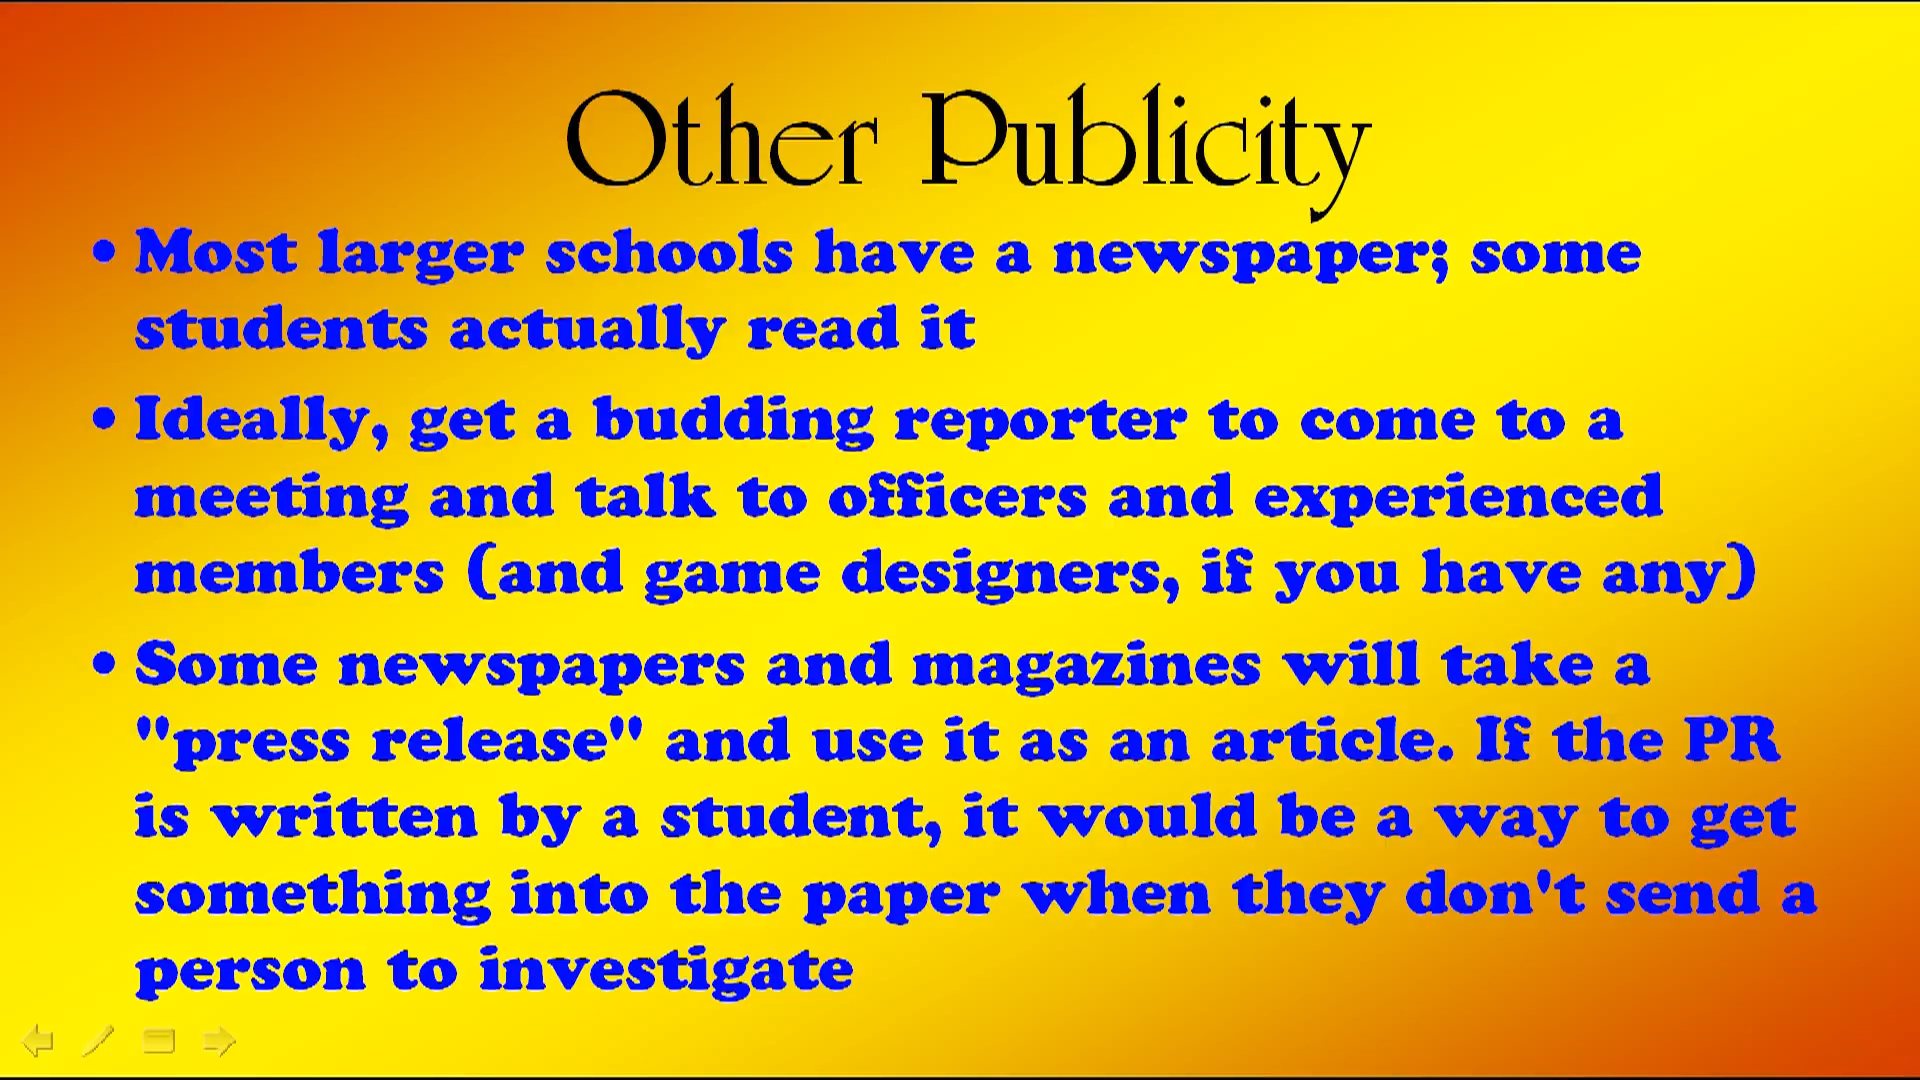 Other Publicity
• Most larger schools have a newspaper; some
students actually read it
• Ideally, get a budding reporter to come to a
meeting and talk to officers and experienced
members (and game designers, if you have any)
• Some newspapers and magazines will take a
"press release" and use it as an article. If the PR
is written by a student, it would be a way to get
something into the paper when they don't send a
person to investigate